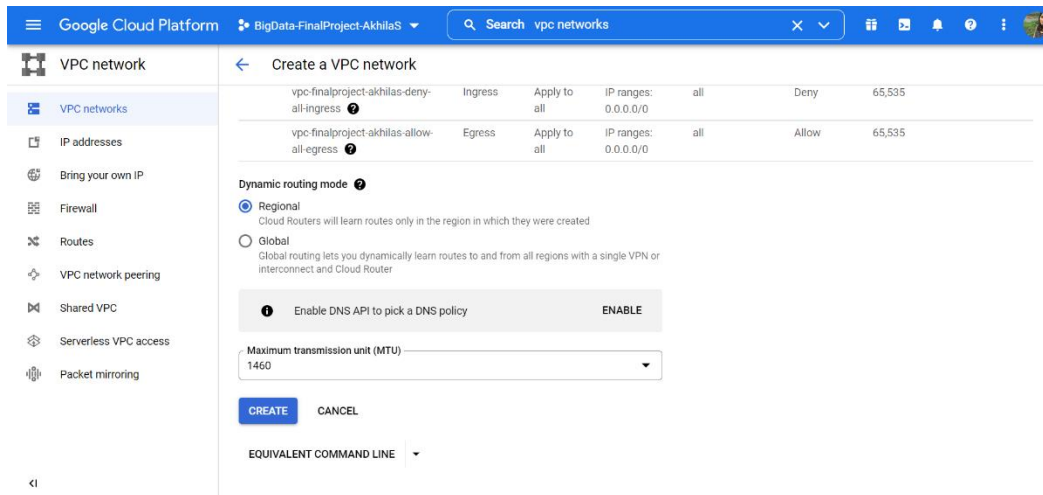 Google Cloud Platform BigData-FinalProject-AkhilaS Search vpc networks
VPC network
VPC networks
IP addresses
Bring your own IP
Firewall
Routes
VPC network peering
Shared VPC
Serverless VPC access
Packet mirroring
Create a VPC network
vpc-finalproject-akhilas-deny- Ingress Apply to IP ranges: all Deny 65,535
all-ingress all 0.0.0.0/0
vpc-finalproject-akhilas-allow- Egress Apply to IP ranges: all Allow 65,535
all-egress all 0.0.0.0/0
Dynamic routing mode
Regional
Cloud Routers will learn routes only in the region in which they were created
Global
Global routing lets you dynamically learn routes to and from all regions with a single VPN or
interconnect and Cloud Router
Enable DNS API to pick a DNS policy ENABLE
Maximum transmission unit (MTU)
1460
CREATE CANCEL
EQUIVALENT COMMAND LINE